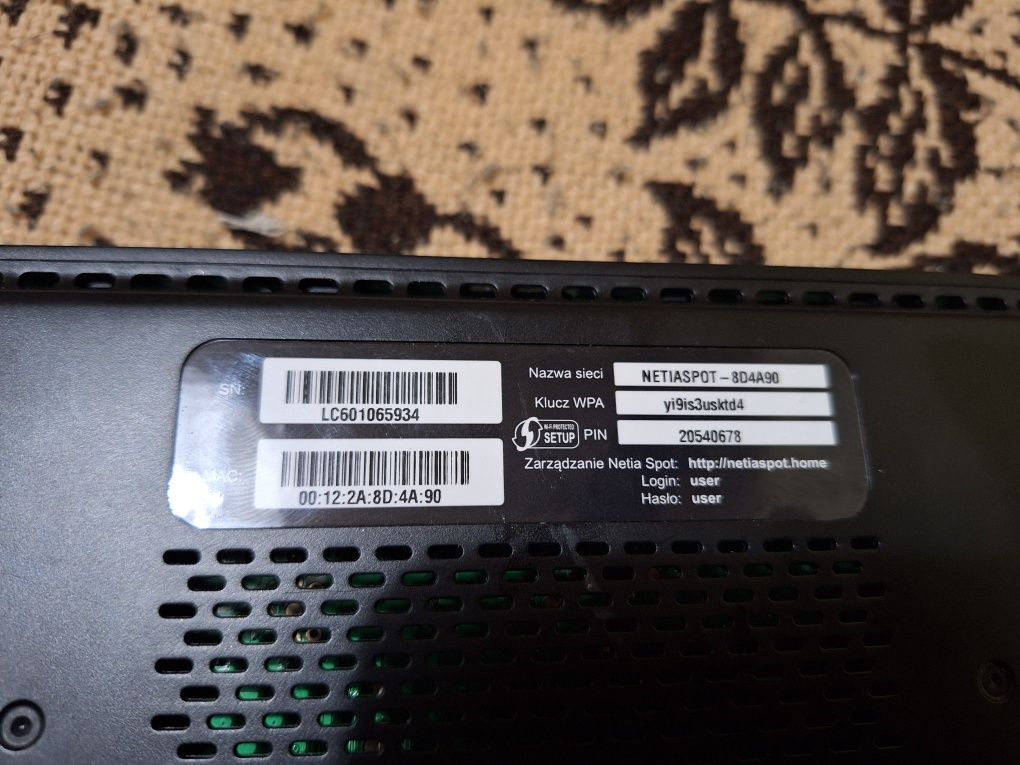 SN:
LC601065934
MAC:
00:12:2A:8D:4A:90
Nazwa sieci NETIASPOT-8D4A90
Klucz WPA yi9is3usktd4
WI-FI PROTECTED
SETUP PIN 20540678
Zarządzanie Netia Spot: http://netiaspot.home
Login: user
Hasło: user